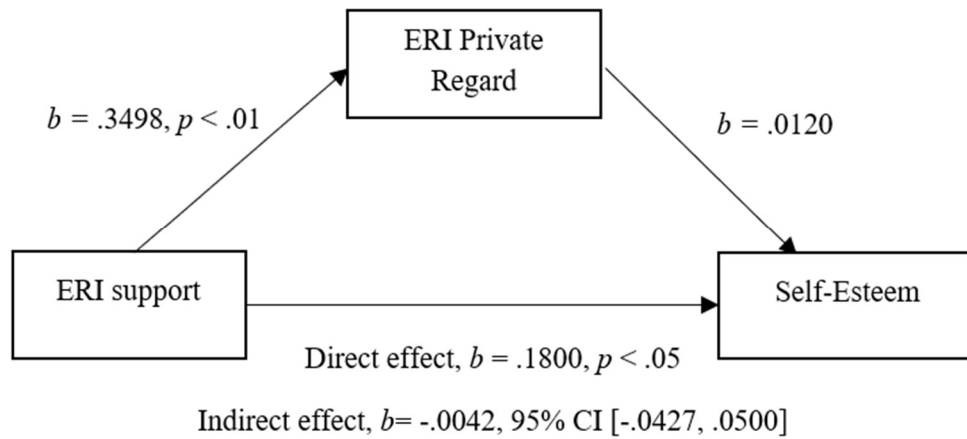 ERI Private
Regard
b = .3498, p < .01
b = .0120
ERI support
Self-Esteem
Direct effect, b = .1800, p < .05
Indirect effect, b= -.0042, 95% CI [-.0427, .0500]